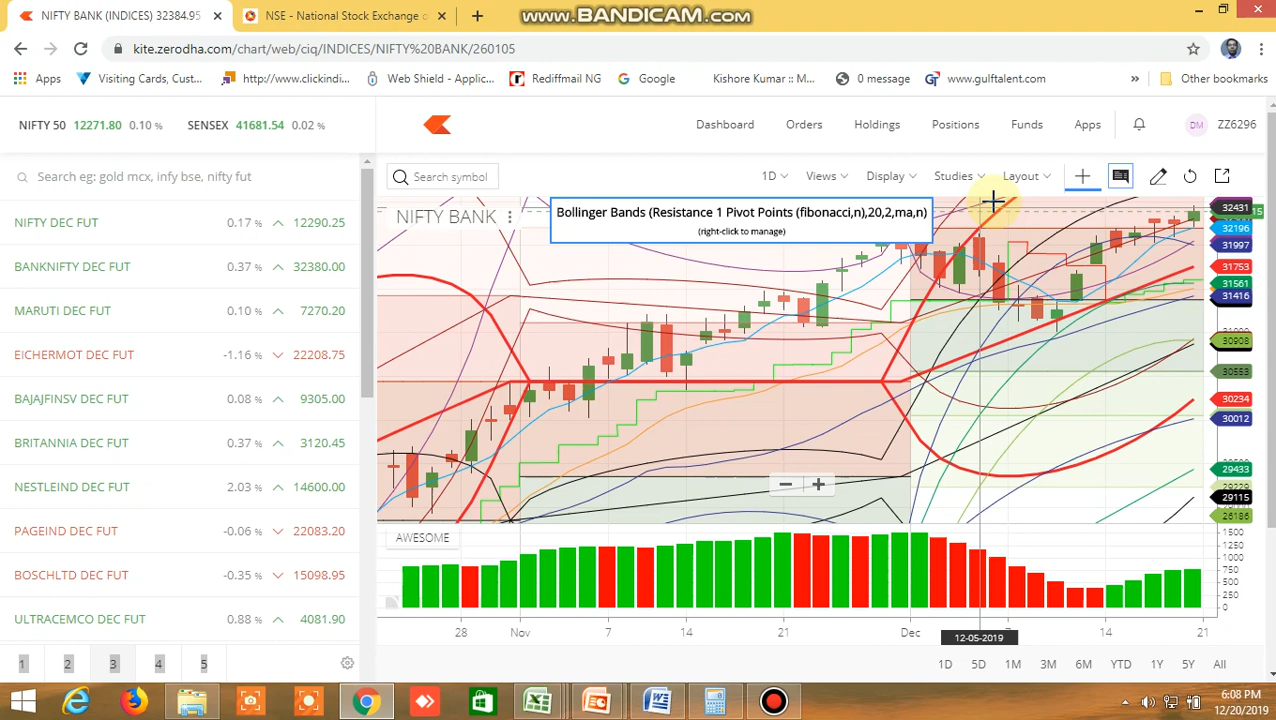 NIFTY BANK (INDICES) 32384.95
NSE - National Stock Exchange o
www.BANDICAM.com
kite.zerodha.com/chart/web/ciq/INDICES/NIFTY%20BANK/260105
Apps
Visiting Cards, Cust...
http://www.clickindi...
Web Shield - Applic...
Rediffmail NG
Google
Kishore Kumar :: M...
0 message
www.gulftalent.com
»
Other bookmarks
NIFTY 50 12271.80 0.10 %
SENSEX 41681.54 0.02 %
Dashboard
Orders
Holdings
Positions
Funds
Apps
DM
ZZ6296
Search eg: gold mcx, infy bse, nifty fut
Search symbol
1D
Views
Display
Studies
Layout
NIFTY DEC FUT 0.17 % 12290.25
BANKNIFTY DEC FUT 0.37 % 32380.00
MARUTI DEC FUT 0.10 % 7270.20
EICHERMOT DEC FUT -1.16 % 22208.75
BAJAJFINSV DEC FUT 0.08 % 9305.00
BRITANNIA DEC FUT 0.37 % 3120.45
NESTLEIND DEC FUT 2.03 % 14600.00
PAGEIND DEC FUT -0.06 % 22083.20
BOSCHLTD DEC FUT -0.35 % 15098.95
ULTRACEMCO DEC FUT 0.88 % 4081.90
1 2 3 4 5
NIFTY BANK
Bollinger Bands (Resistance 1 Pivot Points (fibonacci,n),20,2,ma,n)
(right-click to manage)
32431
32196
31997
31753
31561
31416
30908
30553
30234
30012
29433
29115
26186
AWESOME
1500
1250
1000
750
500
250
0
28 Nov 7 14 21 Dec 7 14 21
12-05-2019
1D 5D 1M 3M 6M YTD 1Y 5Y All
6:08 PM
12/20/2019